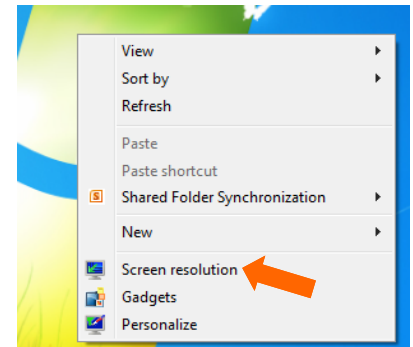 View
Sort by
Refresh
Paste
Paste shortcut
S Shared Folder Synchronization
New
Screen resolution
Gadgets
Personalize